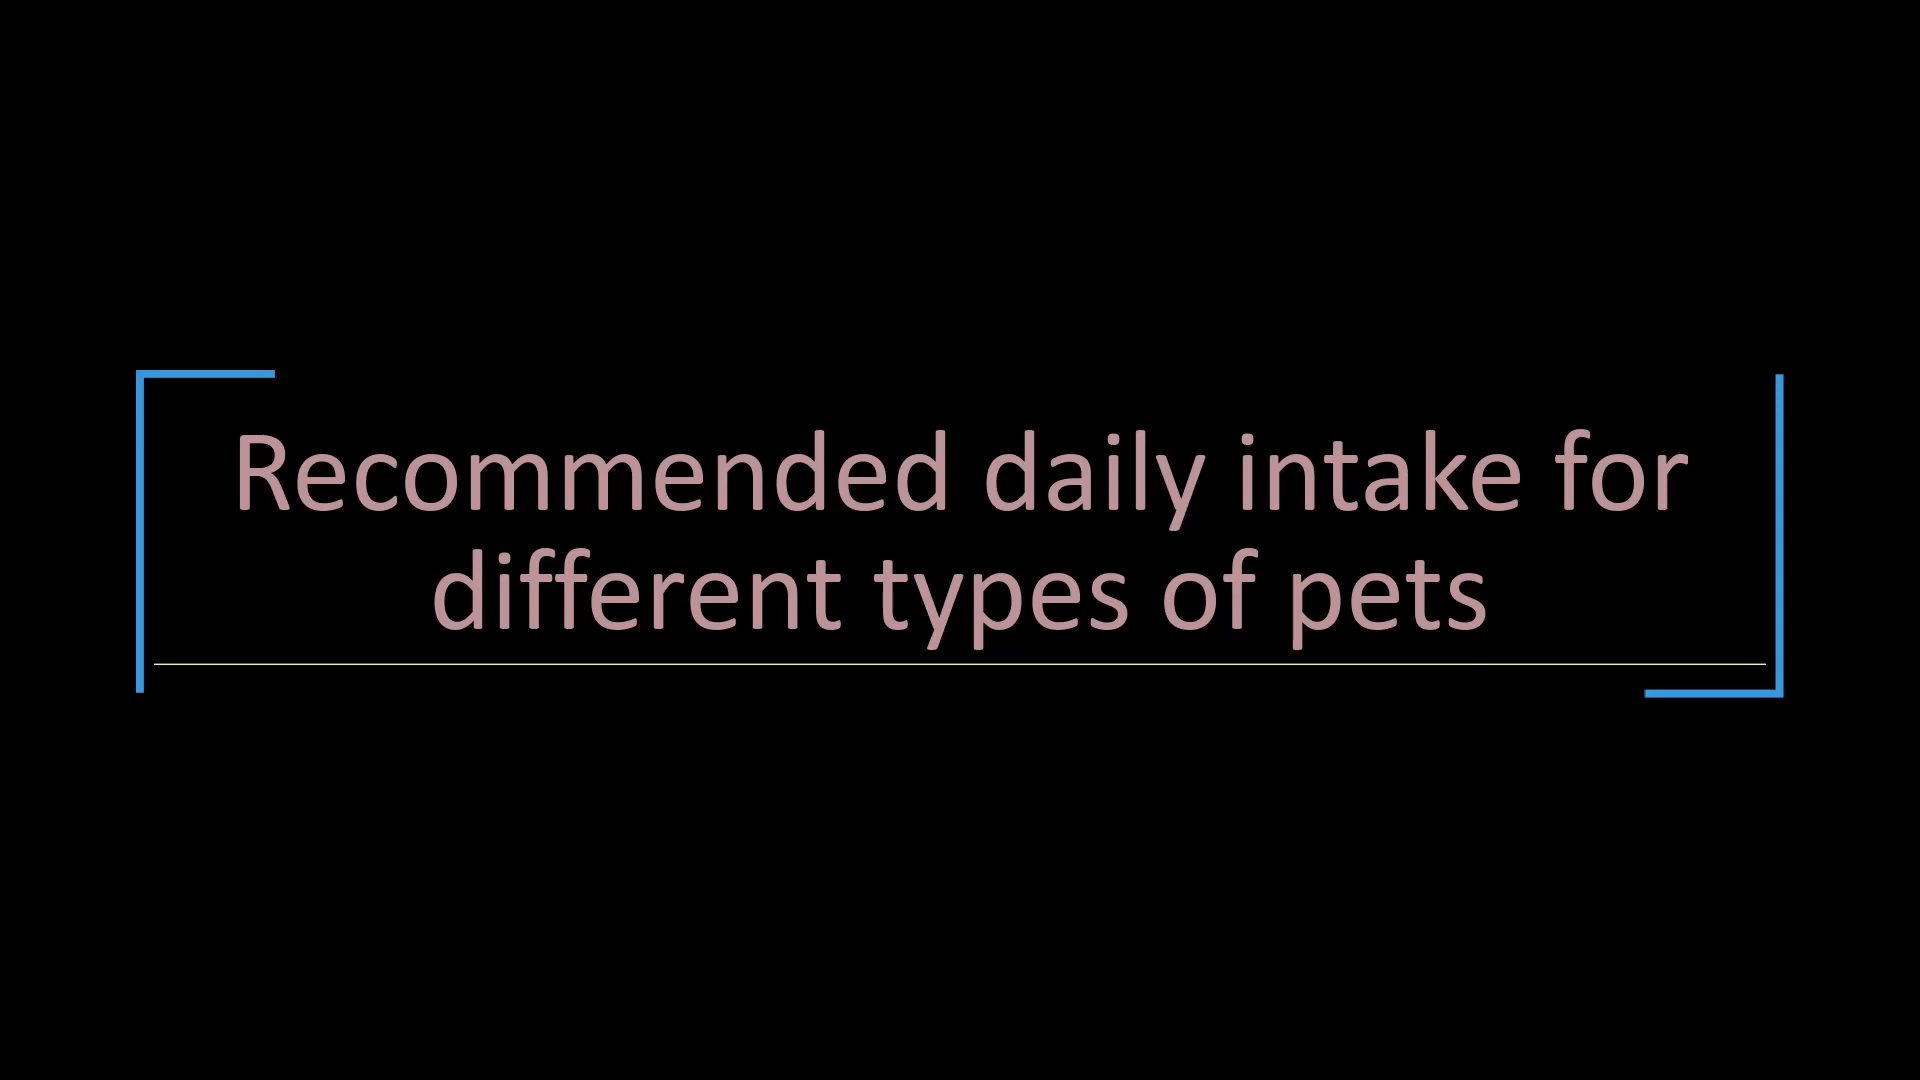 Recommended daily intake for
different types of pets